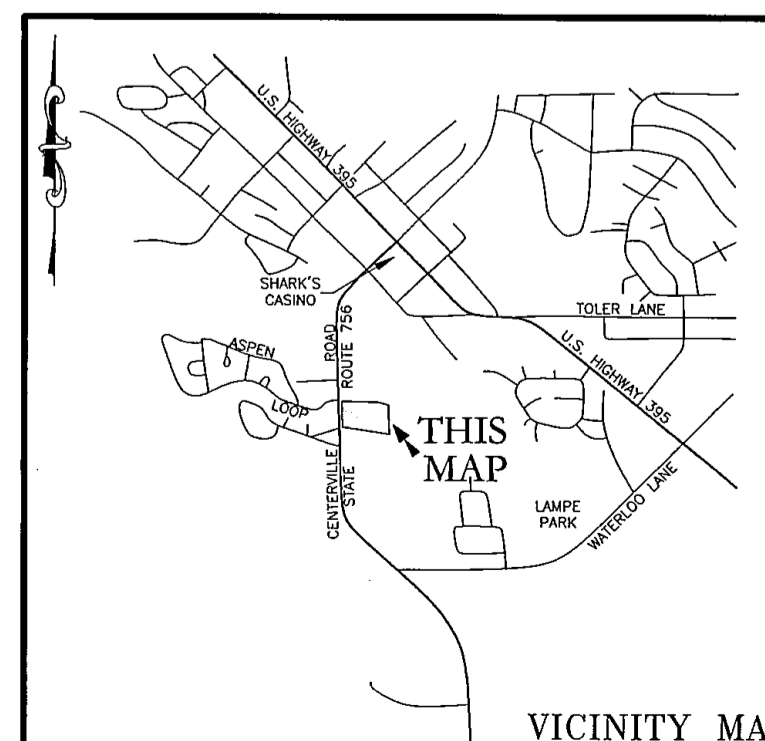 U.S. HIGHWAY 395
SHARK'S
CASINO
TOLER LANE
ASPEN
LOOP
ROAD
ROUTE 756
U.S. HIGHWAY 395
THIS
MAP
CENTERVILLE
STATE
LAMPE
PARK
WATERLOO LANE
VICINITY MA